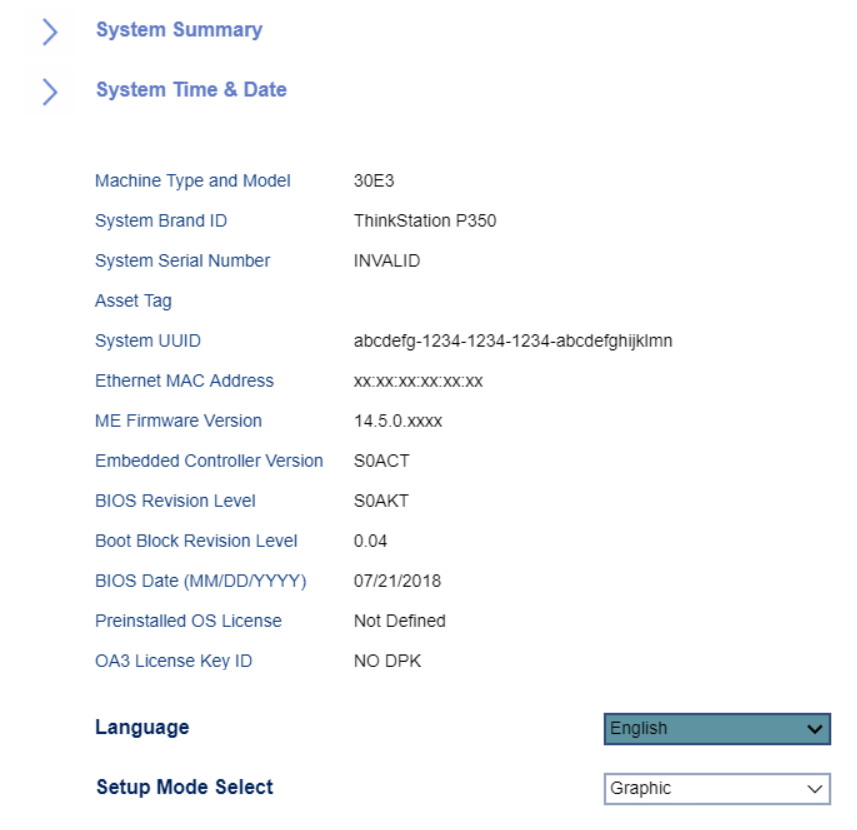 System Summary
System Time & Date
Machine Type and Model 30E3
System Brand ID ThinkStation P350
System Serial Number INVALID
Asset Tag
System UUID abcdefg-1234-1234-1234-abcdefghijklmn
Ethernet MAC Address xx:xx:xx:xx:xx:xx
ME Firmware Version 14.5.0.xxxx
Embedded Controller Version S0ACT
BIOS Revision Level S0AKT
Boot Block Revision Level 0.04
BIOS Date (MM/DD/YYYY) 07/21/2018
Preinstalled OS License Not Defined
OA3 License Key ID NO DPK
Language English
Setup Mode Select Graphic